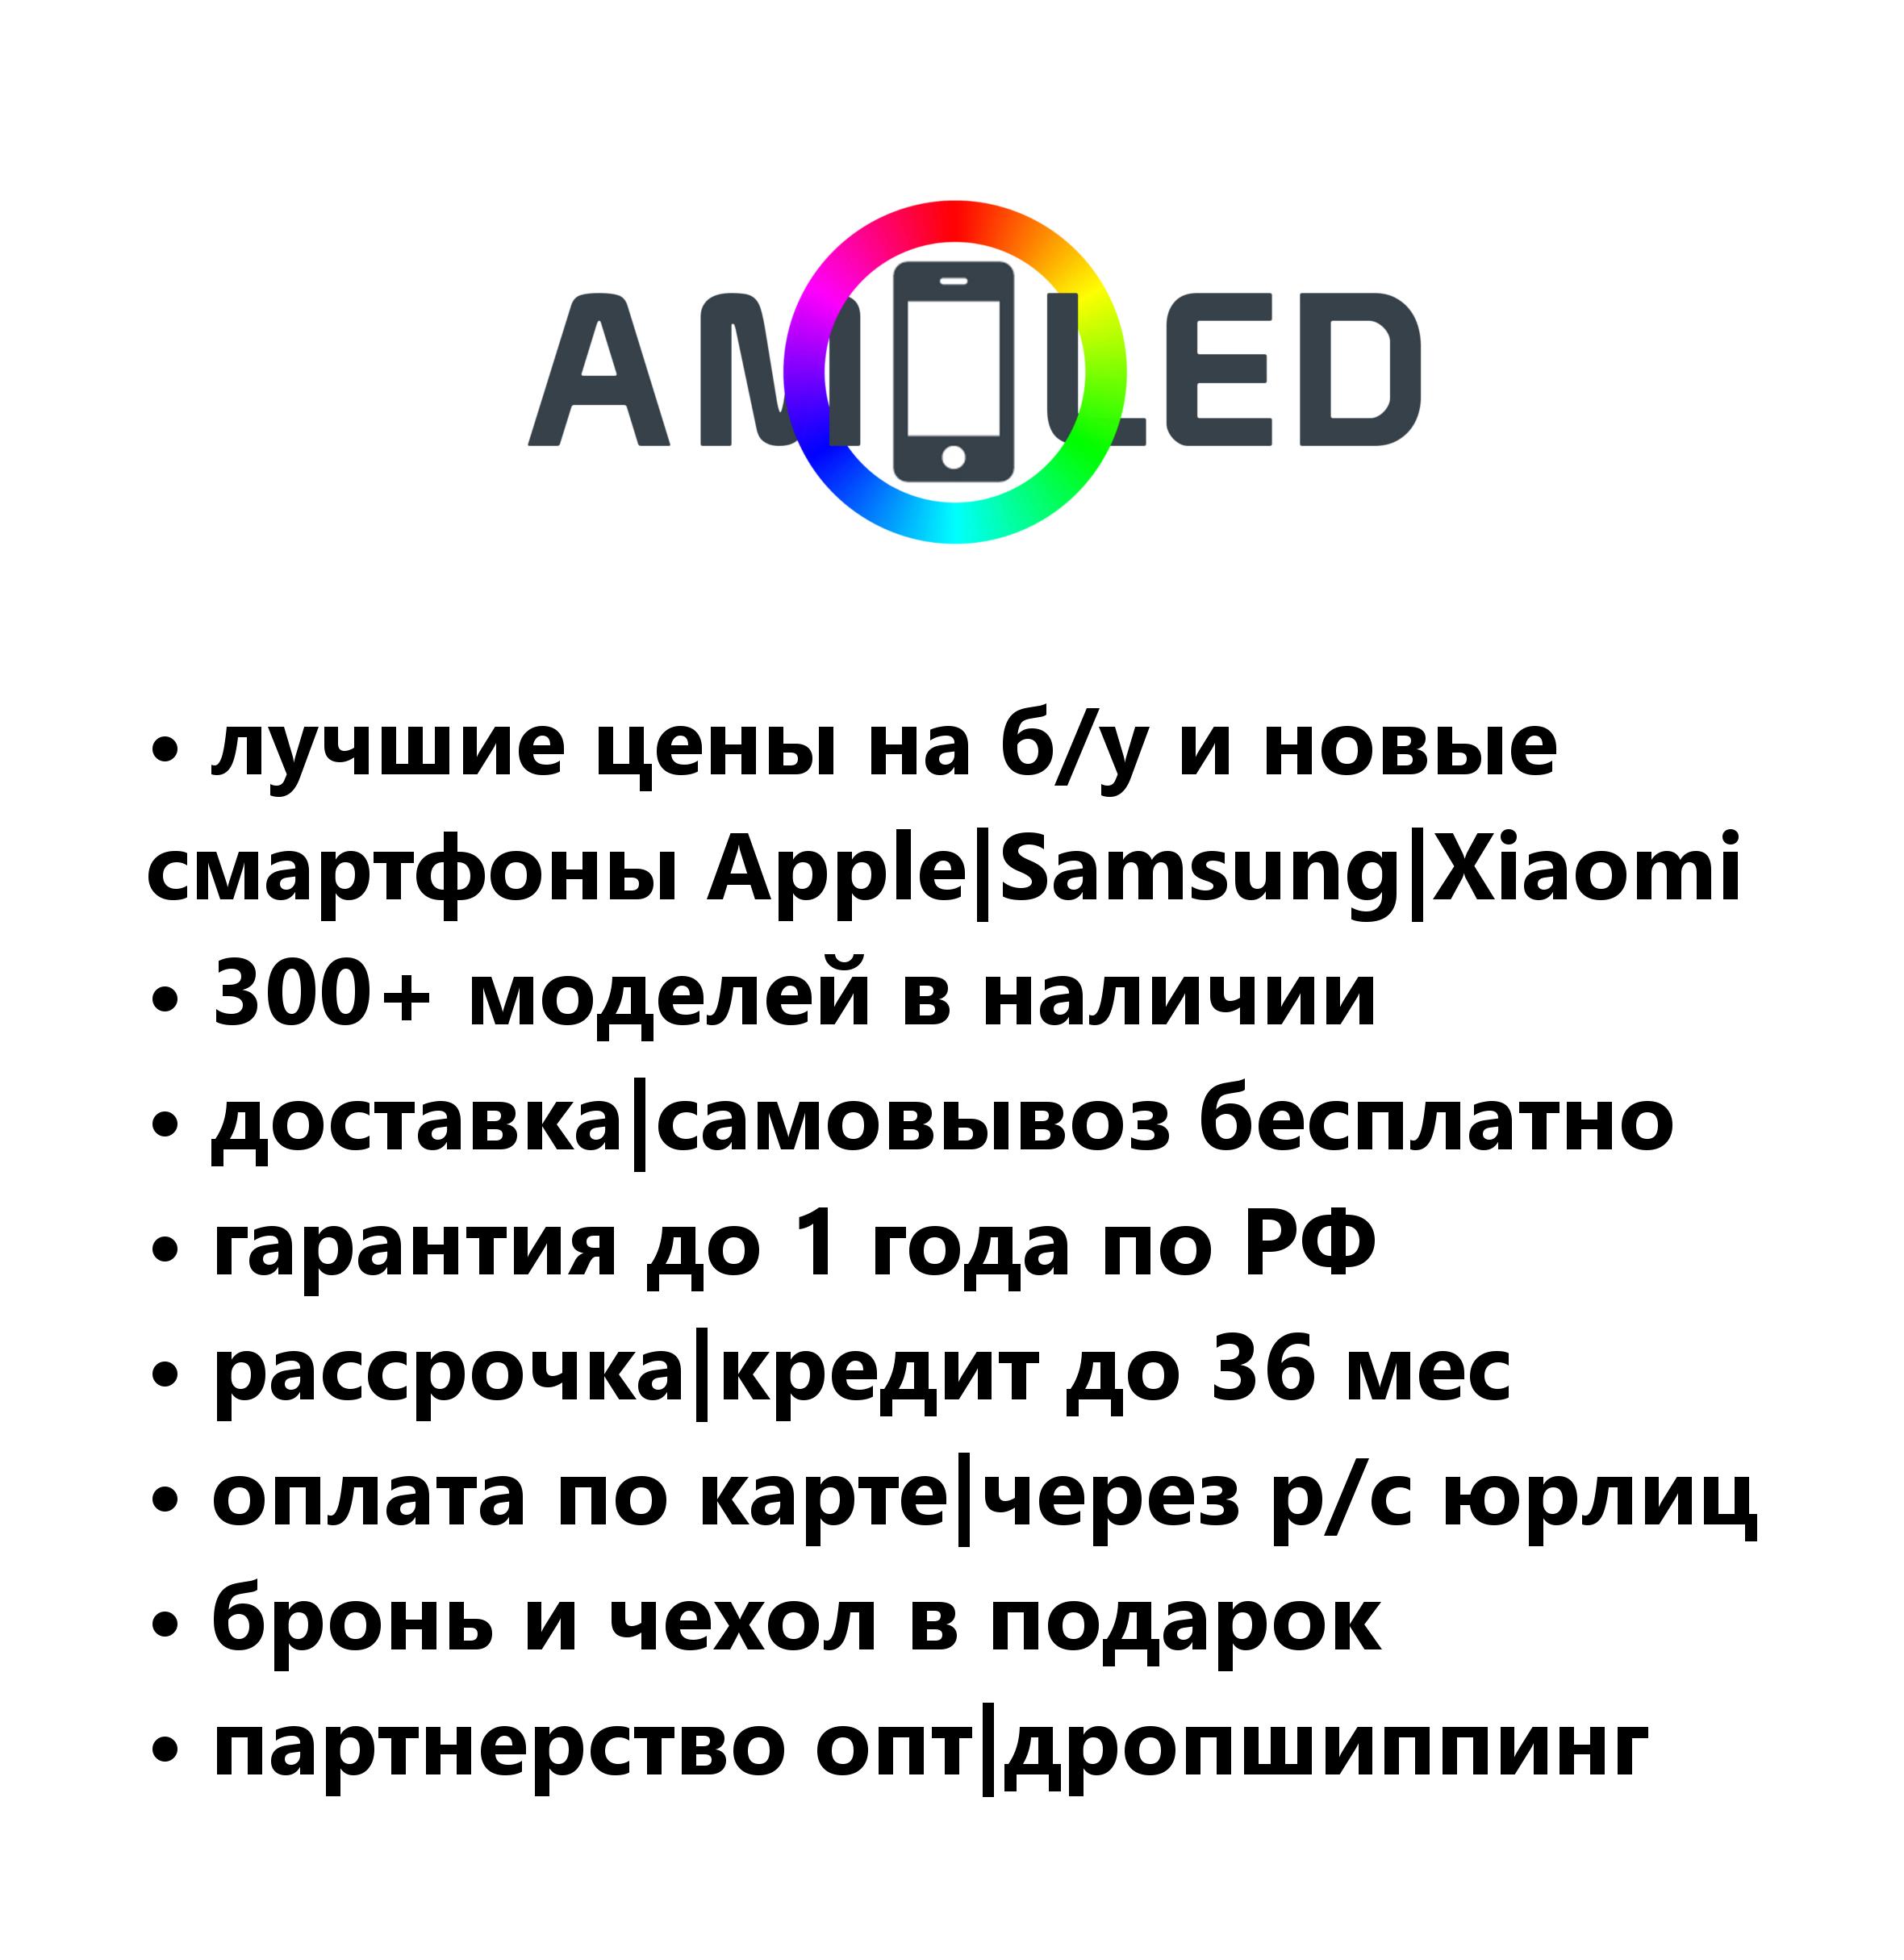 AMOLED
• лучшие цены на б/у и новые
смартфоны Apple|Samsung|Xiaomi
• 300+ моделей в наличии
• доставка|самовывоз бесплатно
• гарантия до 1 года по РФ
• рассрочка|кредит до 36 мес
• оплата по карте|через р/с юрлиц
• бронь и чехол в подарок
• партнерство опт|дропшиппинг